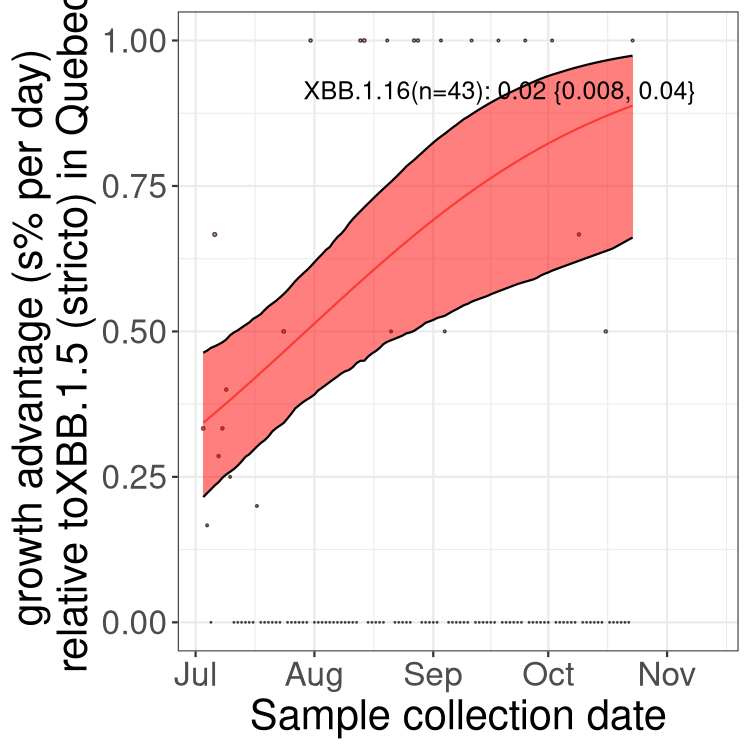 growth advantage (s% per day)
relative toXBB.1.5 (stricto) in Quebec
1.00
0.75
0.50
0.25
0.00
XBB.1.16(n=43): 0.02 {0.008, 0.04}
Jul Aug Sep Oct Nov
Sample collection date